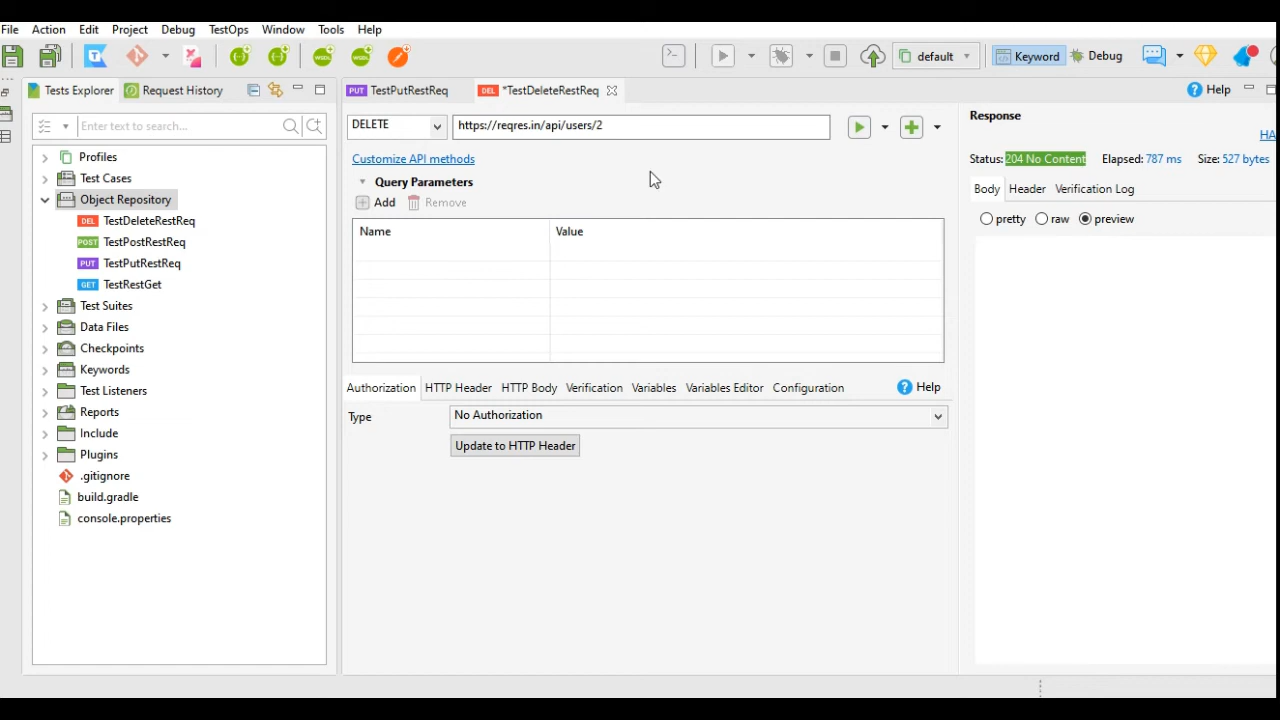 File Action Edit Project Debug TestOps Window Tools Help
default Keyword Debug
Tests Explorer Request History
Enter text to search...
Profiles
Test Cases
Object Repository
DEL TestDeleteRestReq
POST TestPostRestReq
PUT TestPutRestReq
GET TestRestGet
Test Suites
Data Files
Checkpoints
Keywords
Test Listeners
Reports
Include
Plugins
.gitignore
build.gradle
console.properties
PUT TestPutRestReq DEL *TestDeleteRestReq
DELETE https://reqres.in/api/users/2
Customize API methods
Query Parameters
Add Remove
Name Value
Authorization HTTP Header HTTP Body Verification Variables Variables Editor Configuration Help
Type No Authorization
Update to HTTP Header
Help
Response
HA
Status: 204 No Content Elapsed: 787 ms Size: 527 bytes
Body Header Verification Log
pretty raw preview